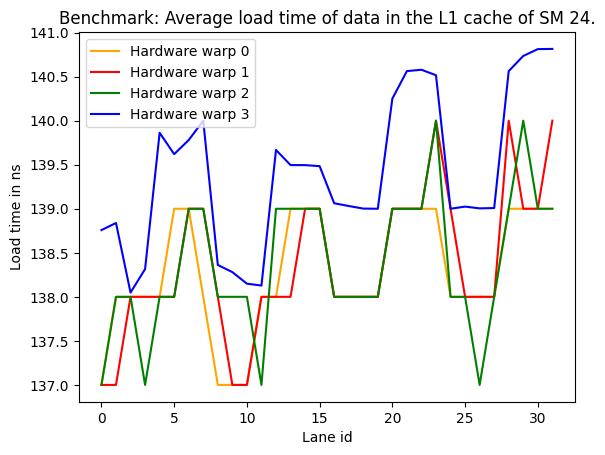 Benchmark: Average load time of data in the L1 cache of SM 24.
141.0
140.5
140.0
139.5
139.0
138.5
138.0
137.5
137.0
Load time in ns
Hardware warp 0
Hardware warp 1
Hardware warp 2
Hardware warp 3
0 5 10 15 20 25 30
Lane id